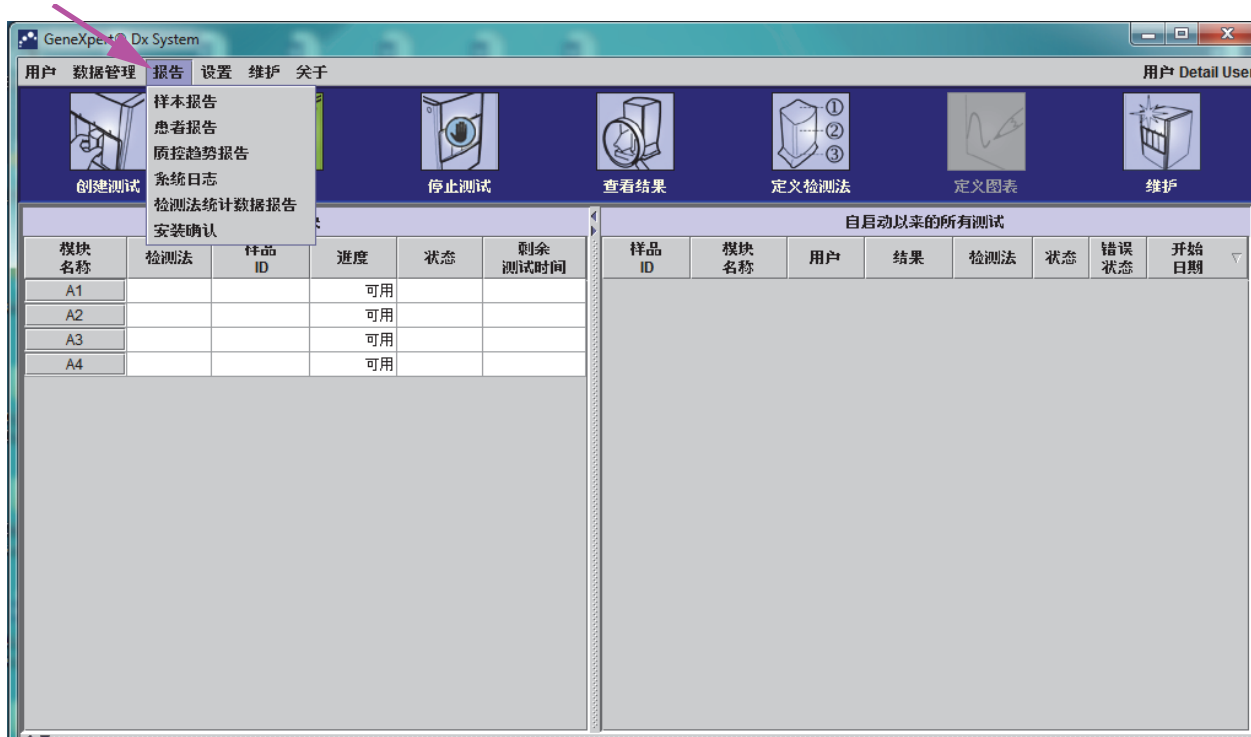 GeneXpert® Dx System
用户 数据管理 报告 设置 维护 关于
用户 Detail User
样本报告
患者报告
质控趋势报告
系统日志
检测法统计数据报告
安装确认
创建测试
停止测试
查看结果
定义检测法
定义图表
维护
块
自启动以来的所有测试
模块
名称
检测法
样品
ID
进度
状态
剩余
测试时间
样品
ID
模块
名称
用户
结果
检测法
状态
错误
状态
开始
日期
A1 可用
A2 可用
A3 可用
A4 可用